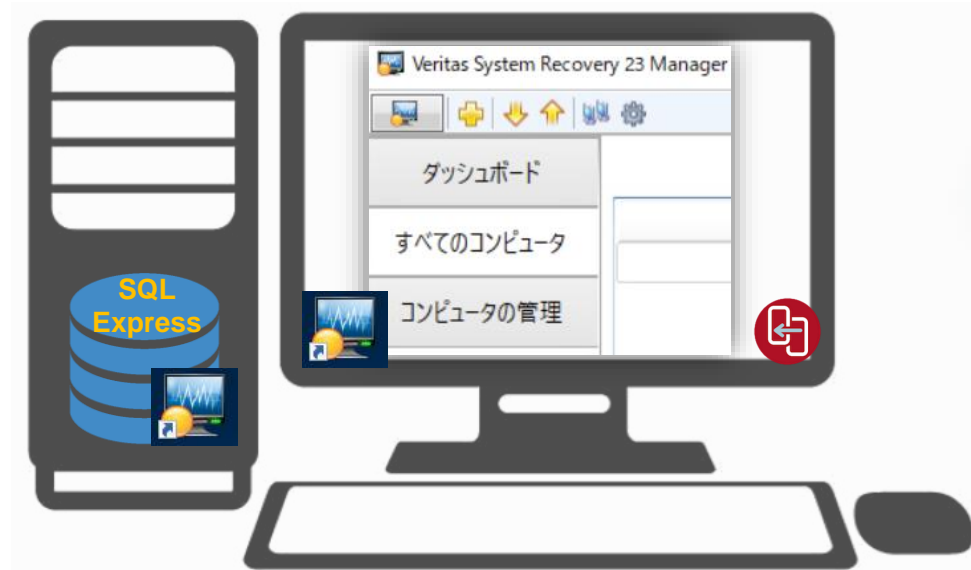 Veritas System Recovery 23 Manager
ダッシュボード
すべてのコンピュータ
コンピュータの管理
SQL
Express